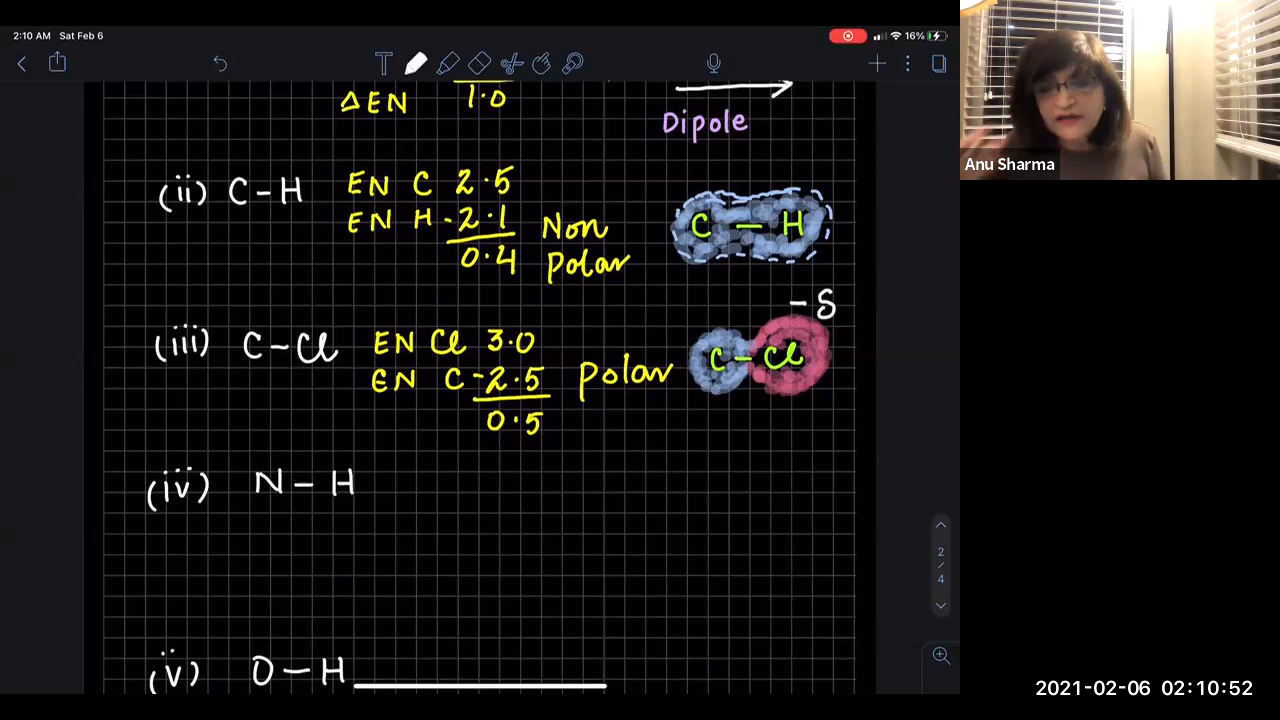 2:10 AM Sat Feb 6
16%
Δ EN 1.0
Dipole
(ii) C-H EN C 2.5
EN H -2.1 Non
0.4 Polar
C - H
-δ
(iii) C-Cl EN Cl 3.0
EN C -2.5 Polar
0.5
C-Cl
(iv) N - H
(v) O - H
2
/
4
Anu Sharma
2021-02-06 02:10:52